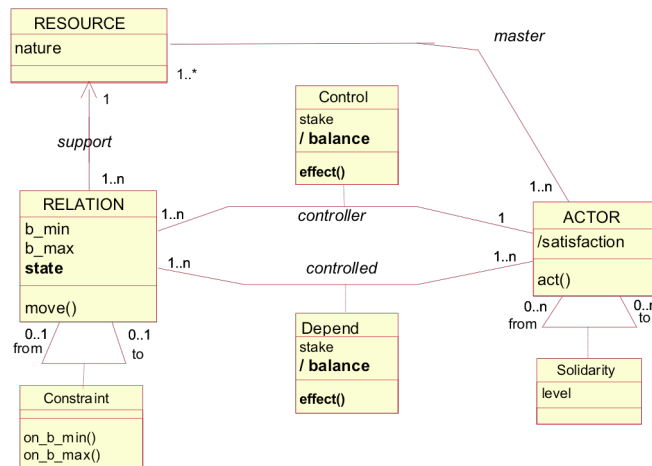 RESOURCE
nature
master
1..*
1
support
Control
stake
/ balance
effect()
1..n
1..n
RELATION
b_min
b_max
state
move()
1..n
controller
1
ACTOR
/satisfaction
act()
1..n
controlled
1..n
0..1
from
0..1
to
0..n
from
0..n
to
Depend
stake
/ balance
effect()
Solidarity
level
Constraint
on_b_min()
on_b_max()